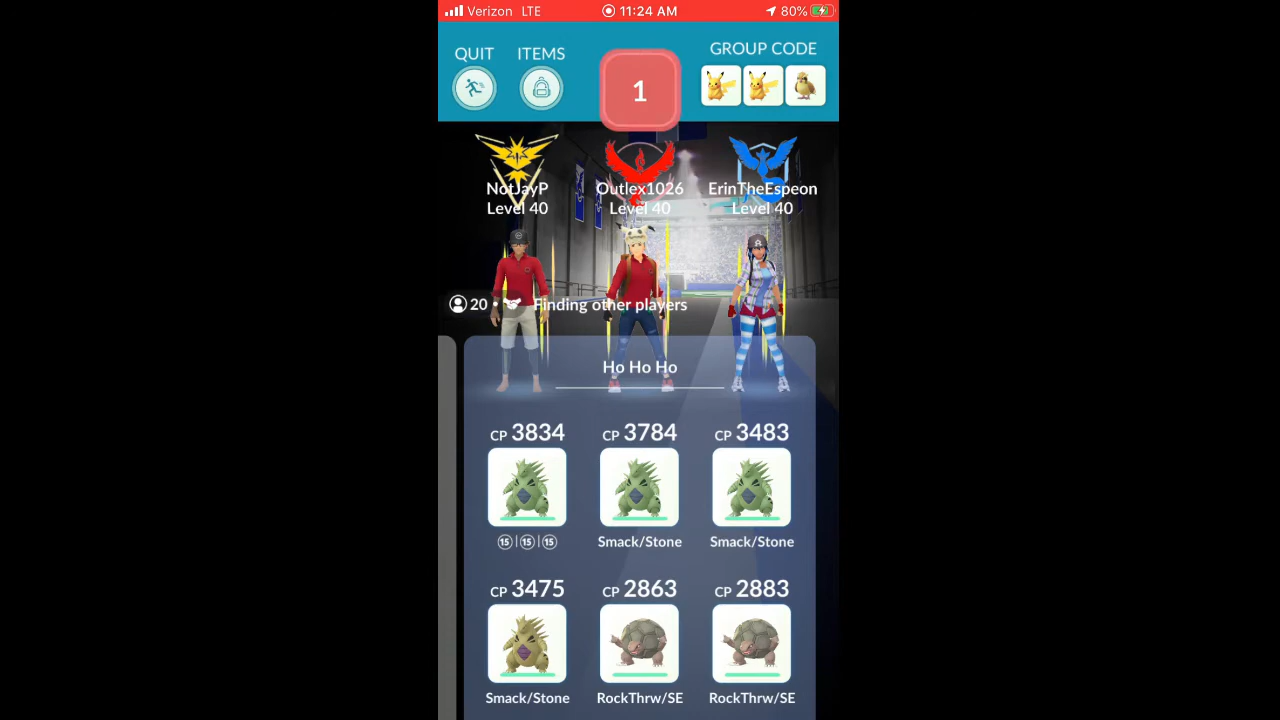 Verizon LTE 11:24 AM 80%
QUIT ITEMS 1 GROUP CODE
NotJayP Outlex1026 ErinTheEspeon
Level 40 Level 40 Level 40
20 • Finding other players
Ho Ho Ho
CP 3834 CP 3784 CP 3483
15 | 15 | 15 Smack/Stone Smack/Stone
CP 3475 CP 2863 CP 2883
Smack/Stone RockThrw/SE RockThrw/SE